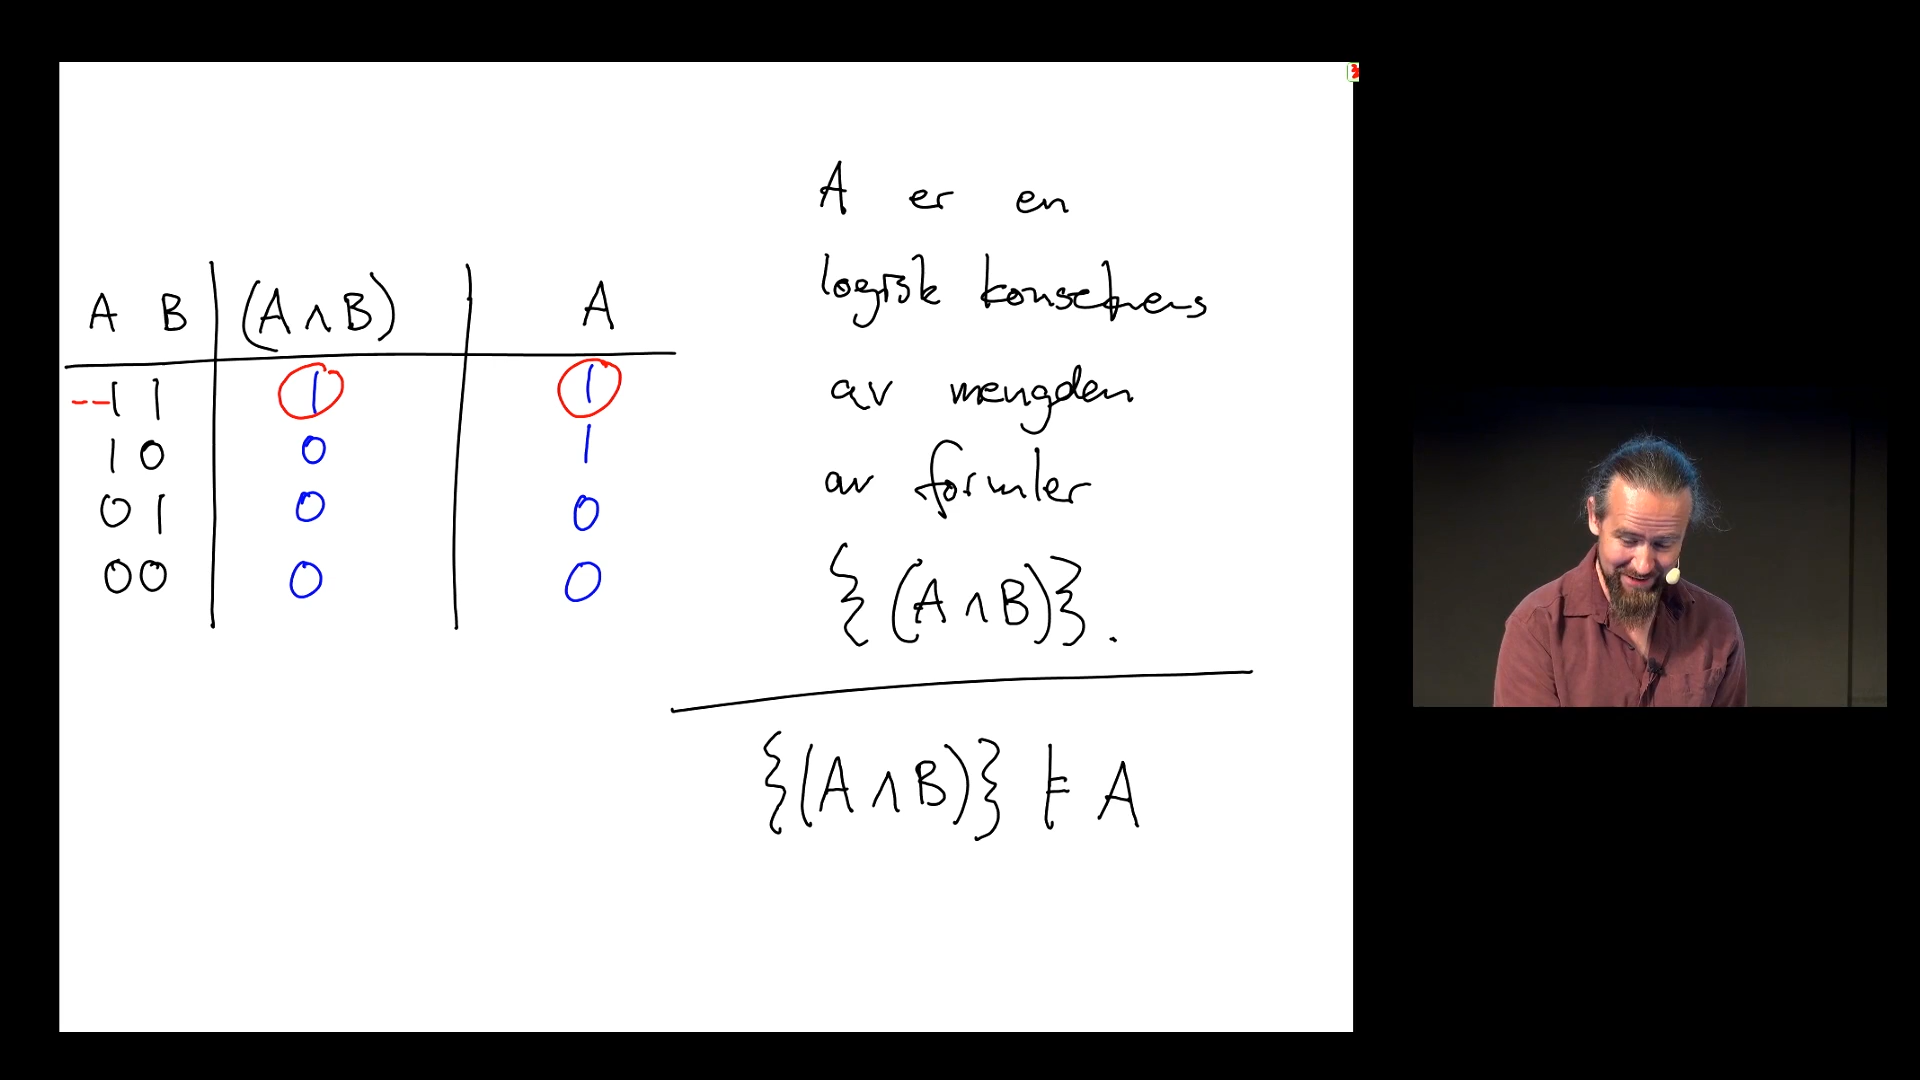 A B (A ∧ B) A
1 1 1 1
1 0 0 1
0 1 0 0
0 0 0 0
A er en
logisk konsekvens
av mengden
av formler
{(A ∧ B)}.
{(A ∧ B)} ⊨ A